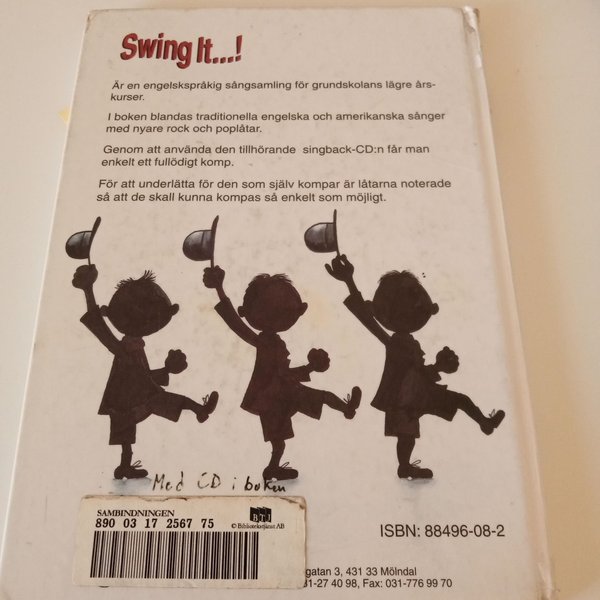 Swing It...!
Är en engelskspråkig sångsamling för grundskolans lägre års-
kurser.
I boken blandas traditionella engelska och amerikanska sånger
med nyare rock och poplåtar.
Genom att använda den tillhörande singback-CD:n får man
enkelt ett fullödigt komp.
För att underlätta för den som själv kompar är låtarna noterade
så att de skall kunna kompas så enkelt som möjligt.
Med CD i boken
SAMBINDNINGEN
890 03 17 2567 75
BTJ
© Bibliotekstjänst AB
ISBN: 88496-08-2
gatan 3, 431 33 Mölndal
31-27 40 98, Fax: 031-776 99 70